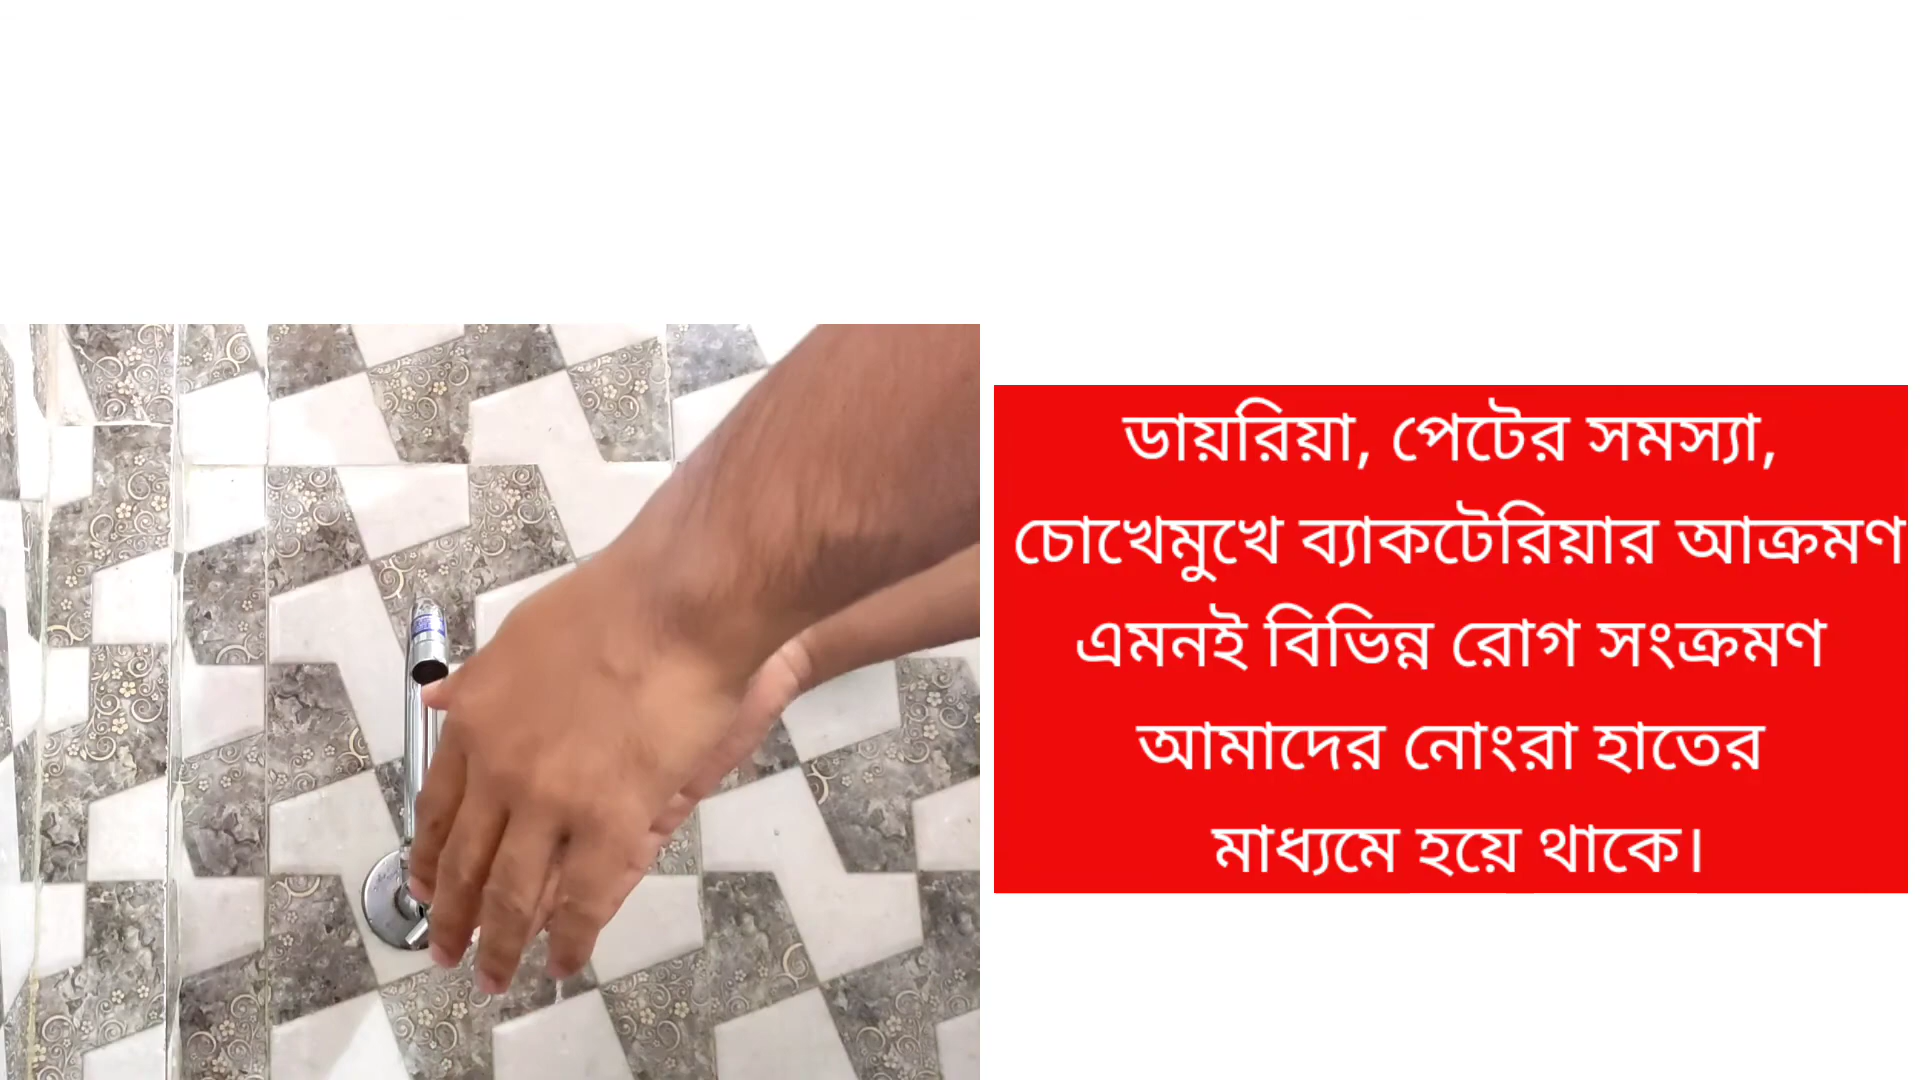 ডায়রিয়া, পেটের সমস্যা,
চোখেমুখে ব্যাকটেরিয়ার আক্রমণ
এমনই বিভিন্ন রোগ সংক্রমণ
আমাদের নোংরা হাতের
মাধ্যমে হয়ে থাকে।